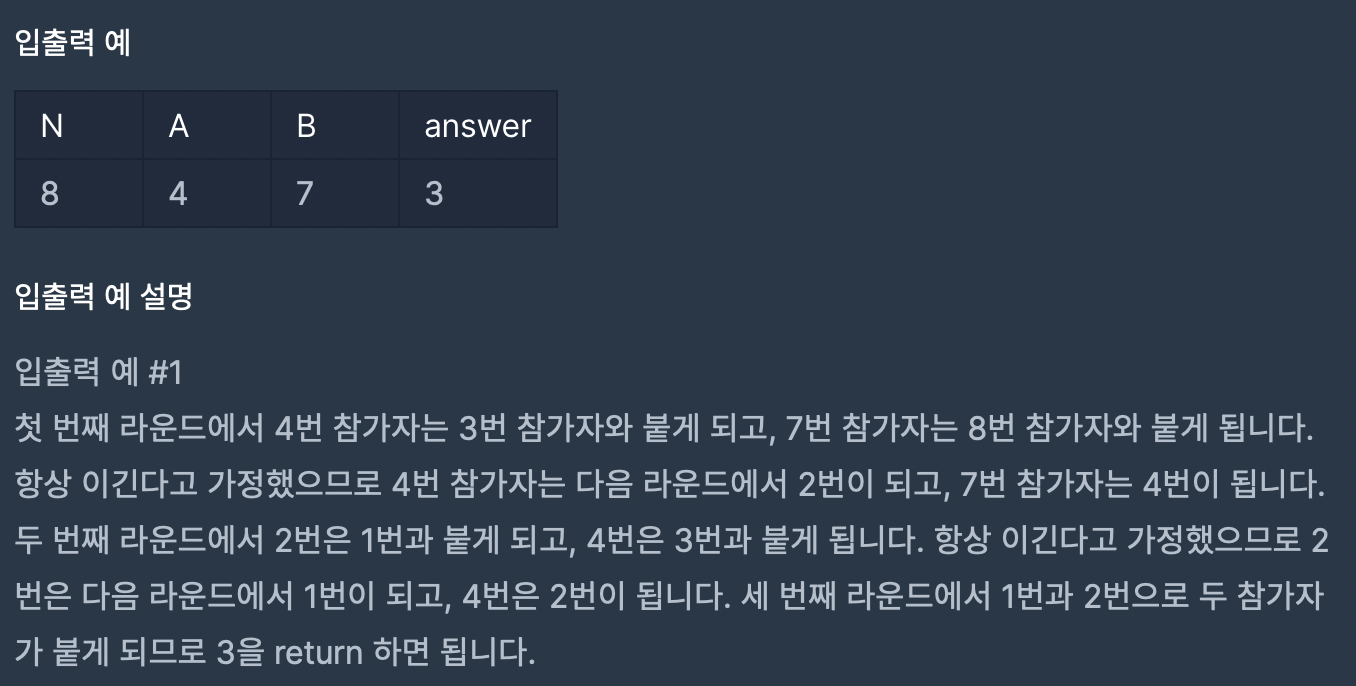 입출력 예
N A B answer
8 4 7 3
입출력 예 설명
입출력 예 #1
첫 번째 라운드에서 4번 참가자는 3번 참가자와 붙게 되고, 7번 참가자는 8번 참가자와 붙게 됩니다.
항상 이긴다고 가정했으므로 4번 참가자는 다음 라운드에서 2번이 되고, 7번 참가자는 4번이 됩니다.
두 번째 라운드에서 2번은 1번과 붙게 되고, 4번은 3번과 붙게 됩니다. 항상 이긴다고 가정했으므로 2
번은 다음 라운드에서 1번이 되고, 4번은 2번이 됩니다. 세 번째 라운드에서 1번과 2번으로 두 참가자
가 붙게 되므로 3을 return 하면 됩니다.